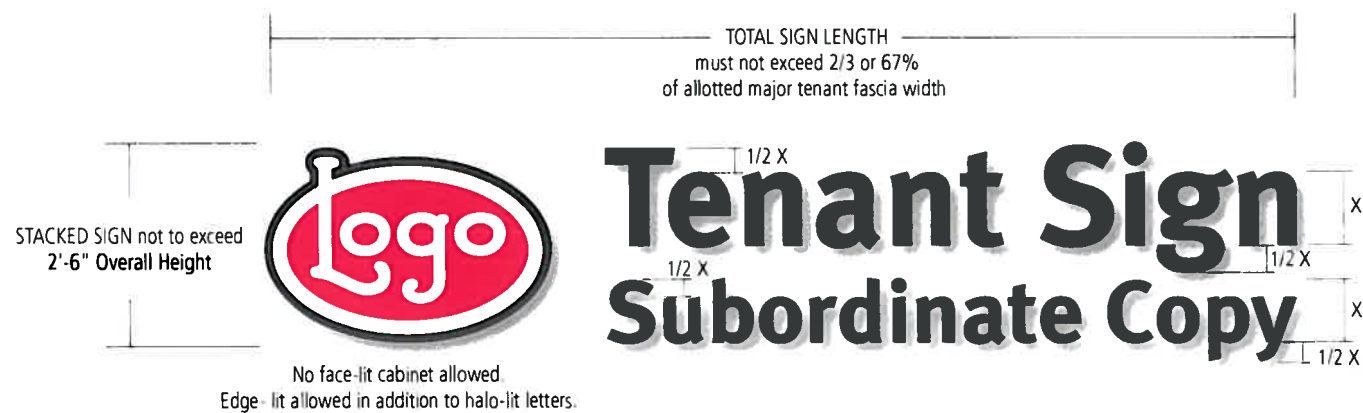 TOTAL SIGN LENGTH
must not exceed 2/3 or 67%
of allotted major tenant fascia width
STACKED SIGN not to exceed
2'-6" Overall Height
Logo
Tenant Sign
Subordinate Copy
1/2 X
X
1/2 X
1/2 X
X
1/2 X
No face-lit cabinet allowed.
Edge-lit allowed in addition to halo-lit letters.